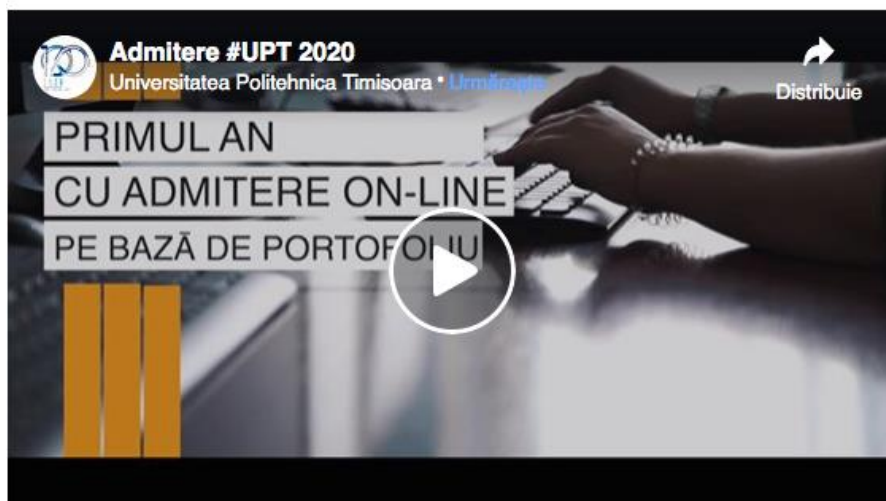 Admitere #UPT 2020
Universitatea Politehnica Timisoara · Urmărește
Distribuie
PRIMUL AN
CU ADMITERE ON-LINE
PE BAZĂ DE PORTOFOLIU